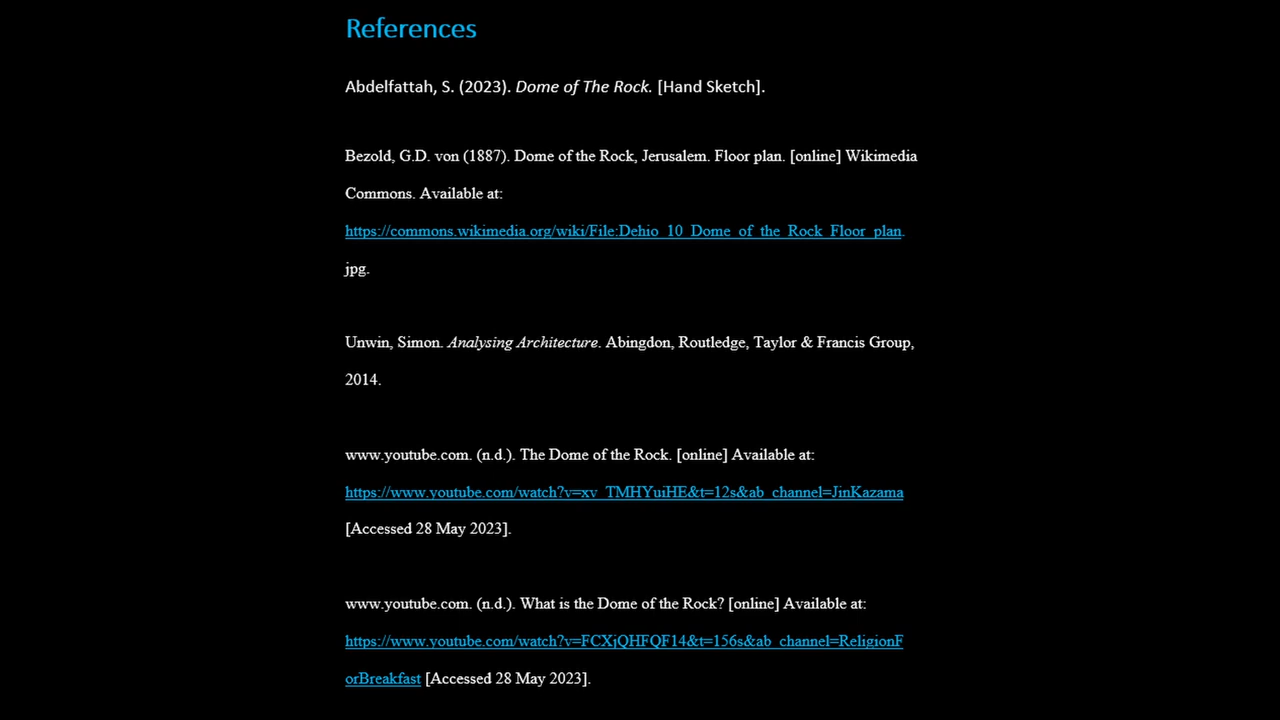 References
Abdelfattah, S. (2023). Dome of The Rock. [Hand Sketch].
Bezold, G.D. von (1887). Dome of the Rock, Jerusalem. Floor plan. [online] Wikimedia
Commons. Available at:
https://commons.wikimedia.org/wiki/File:Dehio_10_Dome_of_the_Rock_Floor_plan.
jpg.
Unwin, Simon. Analysing Architecture. Abingdon, Routledge, Taylor & Francis Group,
2014.
www.youtube.com. (n.d.). The Dome of the Rock. [online] Available at:
https://www.youtube.com/watch?v=xv_TMHYuiHE&t=12s&ab_channel=JinKazama
[Accessed 28 May 2023].
www.youtube.com. (n.d.). What is the Dome of the Rock? [online] Available at:
https://www.youtube.com/watch?v=FCXjQHFQF14&t=156s&ab_channel=ReligionF
orBreakfast [Accessed 28 May 2023].